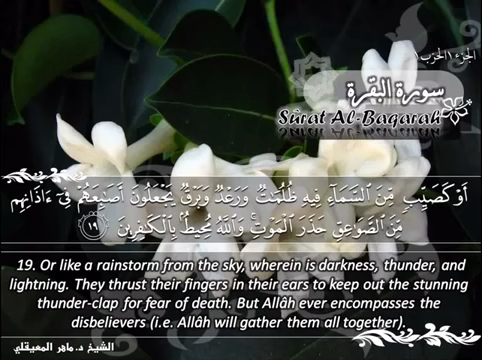 الجزء ١ الحزب ١
سورة البقرة
Sûrat Al-Baqarah
أَوْ كَصَيِّبٍ مِّنَ ٱلسَّمَآءِ فِيهِ ظُلُمَٰتٌ وَرَعْدٌ وَبَرْقٌ يَجْعَلُونَ أَصَٰبِعَهُمْ فِىٓ ءَاذَانِهِم
مِّنَ ٱلصَّوَٰعِقِ حَذَرَ ٱلْمَوْتِ ۚ وَٱللَّهُ مُحِيطٌۢ بِٱلْكَٰفِرِينَ ١٩
19. Or like a rainstorm from the sky, wherein is darkness, thunder, and
lightning. They thrust their fingers in their ears to keep out the stunning
thunder-clap for fear of death. But Allâh ever encompasses the
disbelievers (i.e. Allâh will gather them all together).
الشيخ د. ماهر المعيقلي